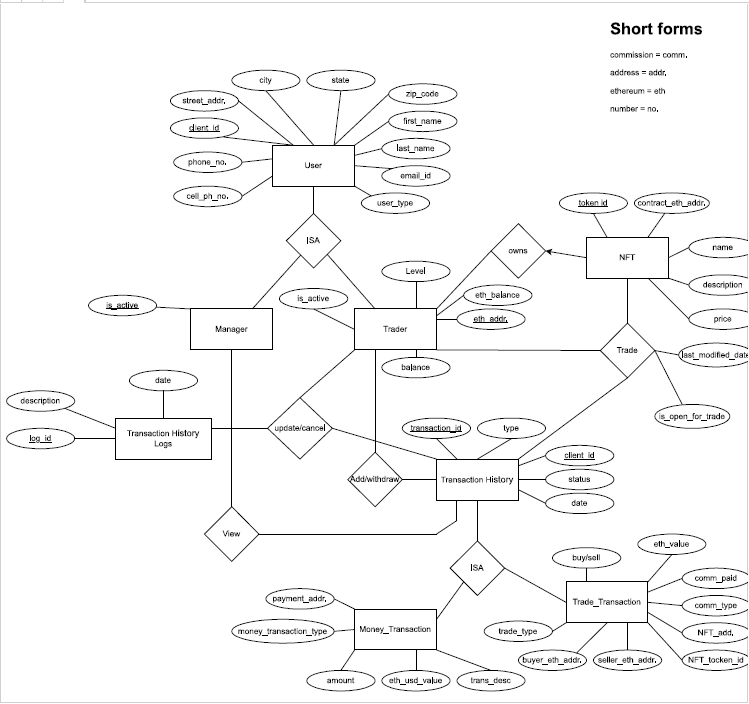 Short forms
commission = comm.
address = addr.
ethereum = eth
number = no.
city
state
zip_code
street_addr.
first_name
client_id
last_name
phone_no.
User
email_id
cell_ph_no.
user_type
token id
contract_eth_addr.
ISA
owns
NFT
name
description
price
Level
is_active
is_active
eth_balance
eth_addr.
Manager
Trader
Trade
last_modified_date
balance
date
description
is_open_for_trade
log_id
Transaction History
Logs
update/cancel
transaction_id
type
client_id
status
date
Add/withdraw
Transaction History
View
ISA
buy/sell
eth_value
comm_paid
comm_type
NFT_add.
NFT_tocken_id
Trade_Transaction
trade_type
buyer_eth_addr.
seller_eth_addr.
payment_addr.
money_transaction_type
Money_Transaction
amount
eth_usd_value
trans_desc